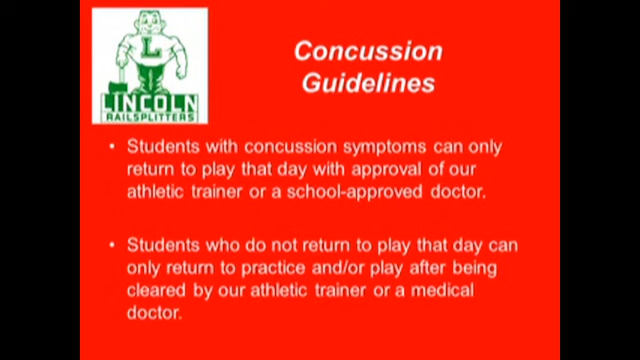 L
LINCOLN
RAILSPLITTERS
Concussion
Guidelines
• Students with concussion symptoms can only
return to play that day with approval of our
athletic trainer or a school-approved doctor.
• Students who do not return to play that day can
only return to practice and/or play after being
cleared by our athletic trainer or a medical
doctor.